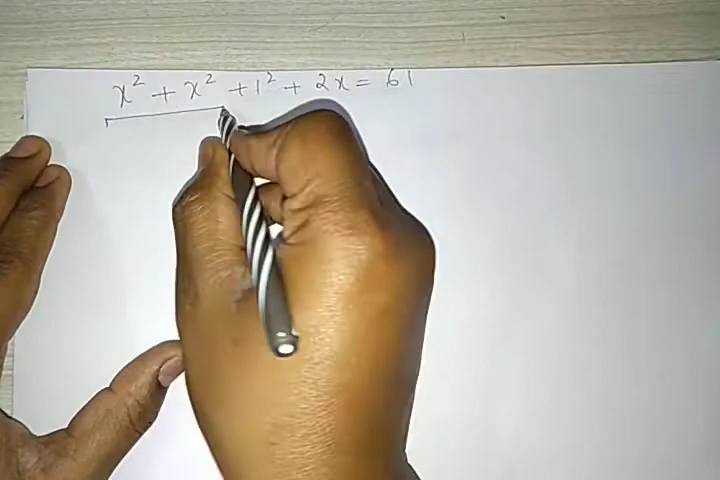 x² + x² + 1² + 2x = 61